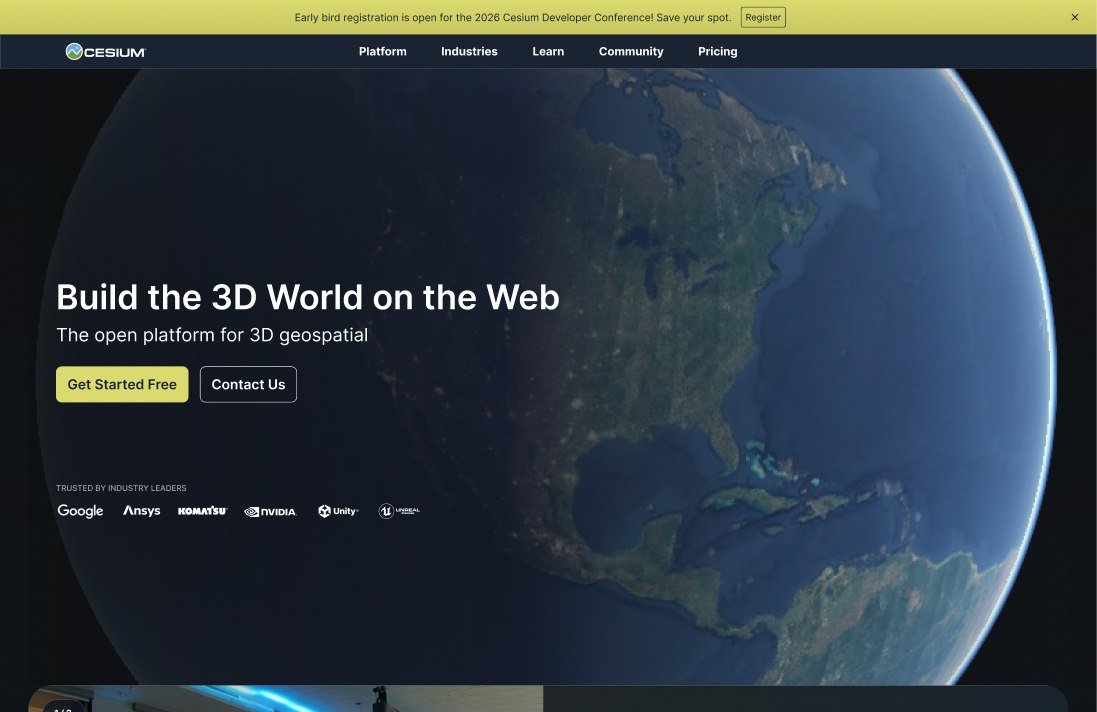 Early bird registration is open for the 2026 Cesium Developer Conference! Save your spot. Register
CESIUM
Platform Industries Learn Community Pricing
Build the 3D World on the Web
The open platform for 3D geospatial
Get Started Free Contact Us
TRUSTED BY INDUSTRY LEADERS
Google Ansys KOMATSU NVIDIA. Unity UNREAL